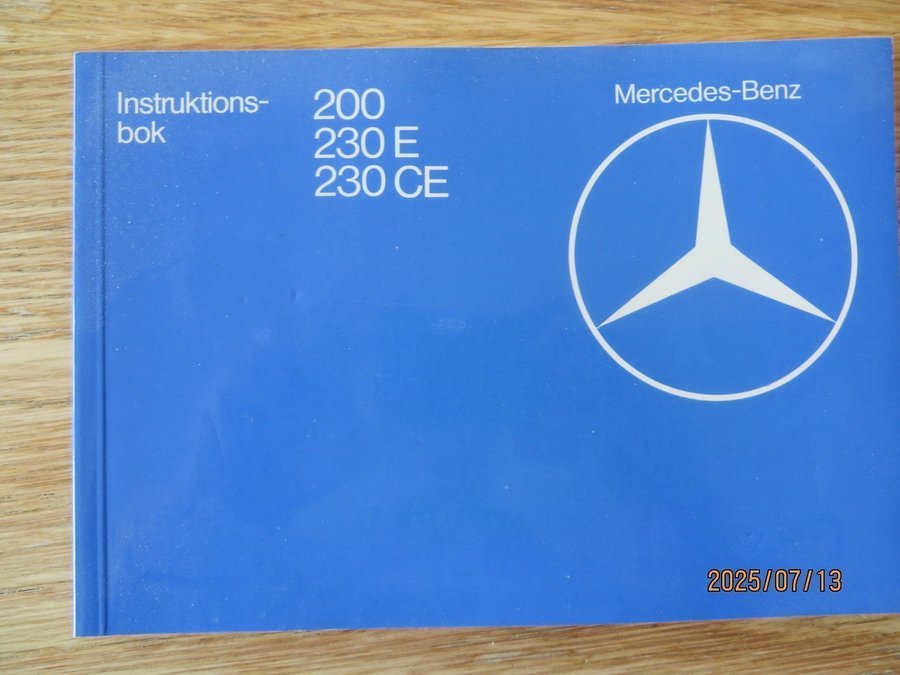 Instruktions-
bok
200
230 E
230 CE
Mercedes-Benz
2025/07/13